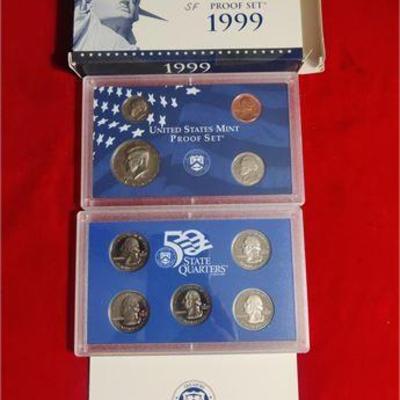 SF PROOF SET
1999
1999
UNITED STATES MINT
PROOF SET
50
STATE
QUARTERS